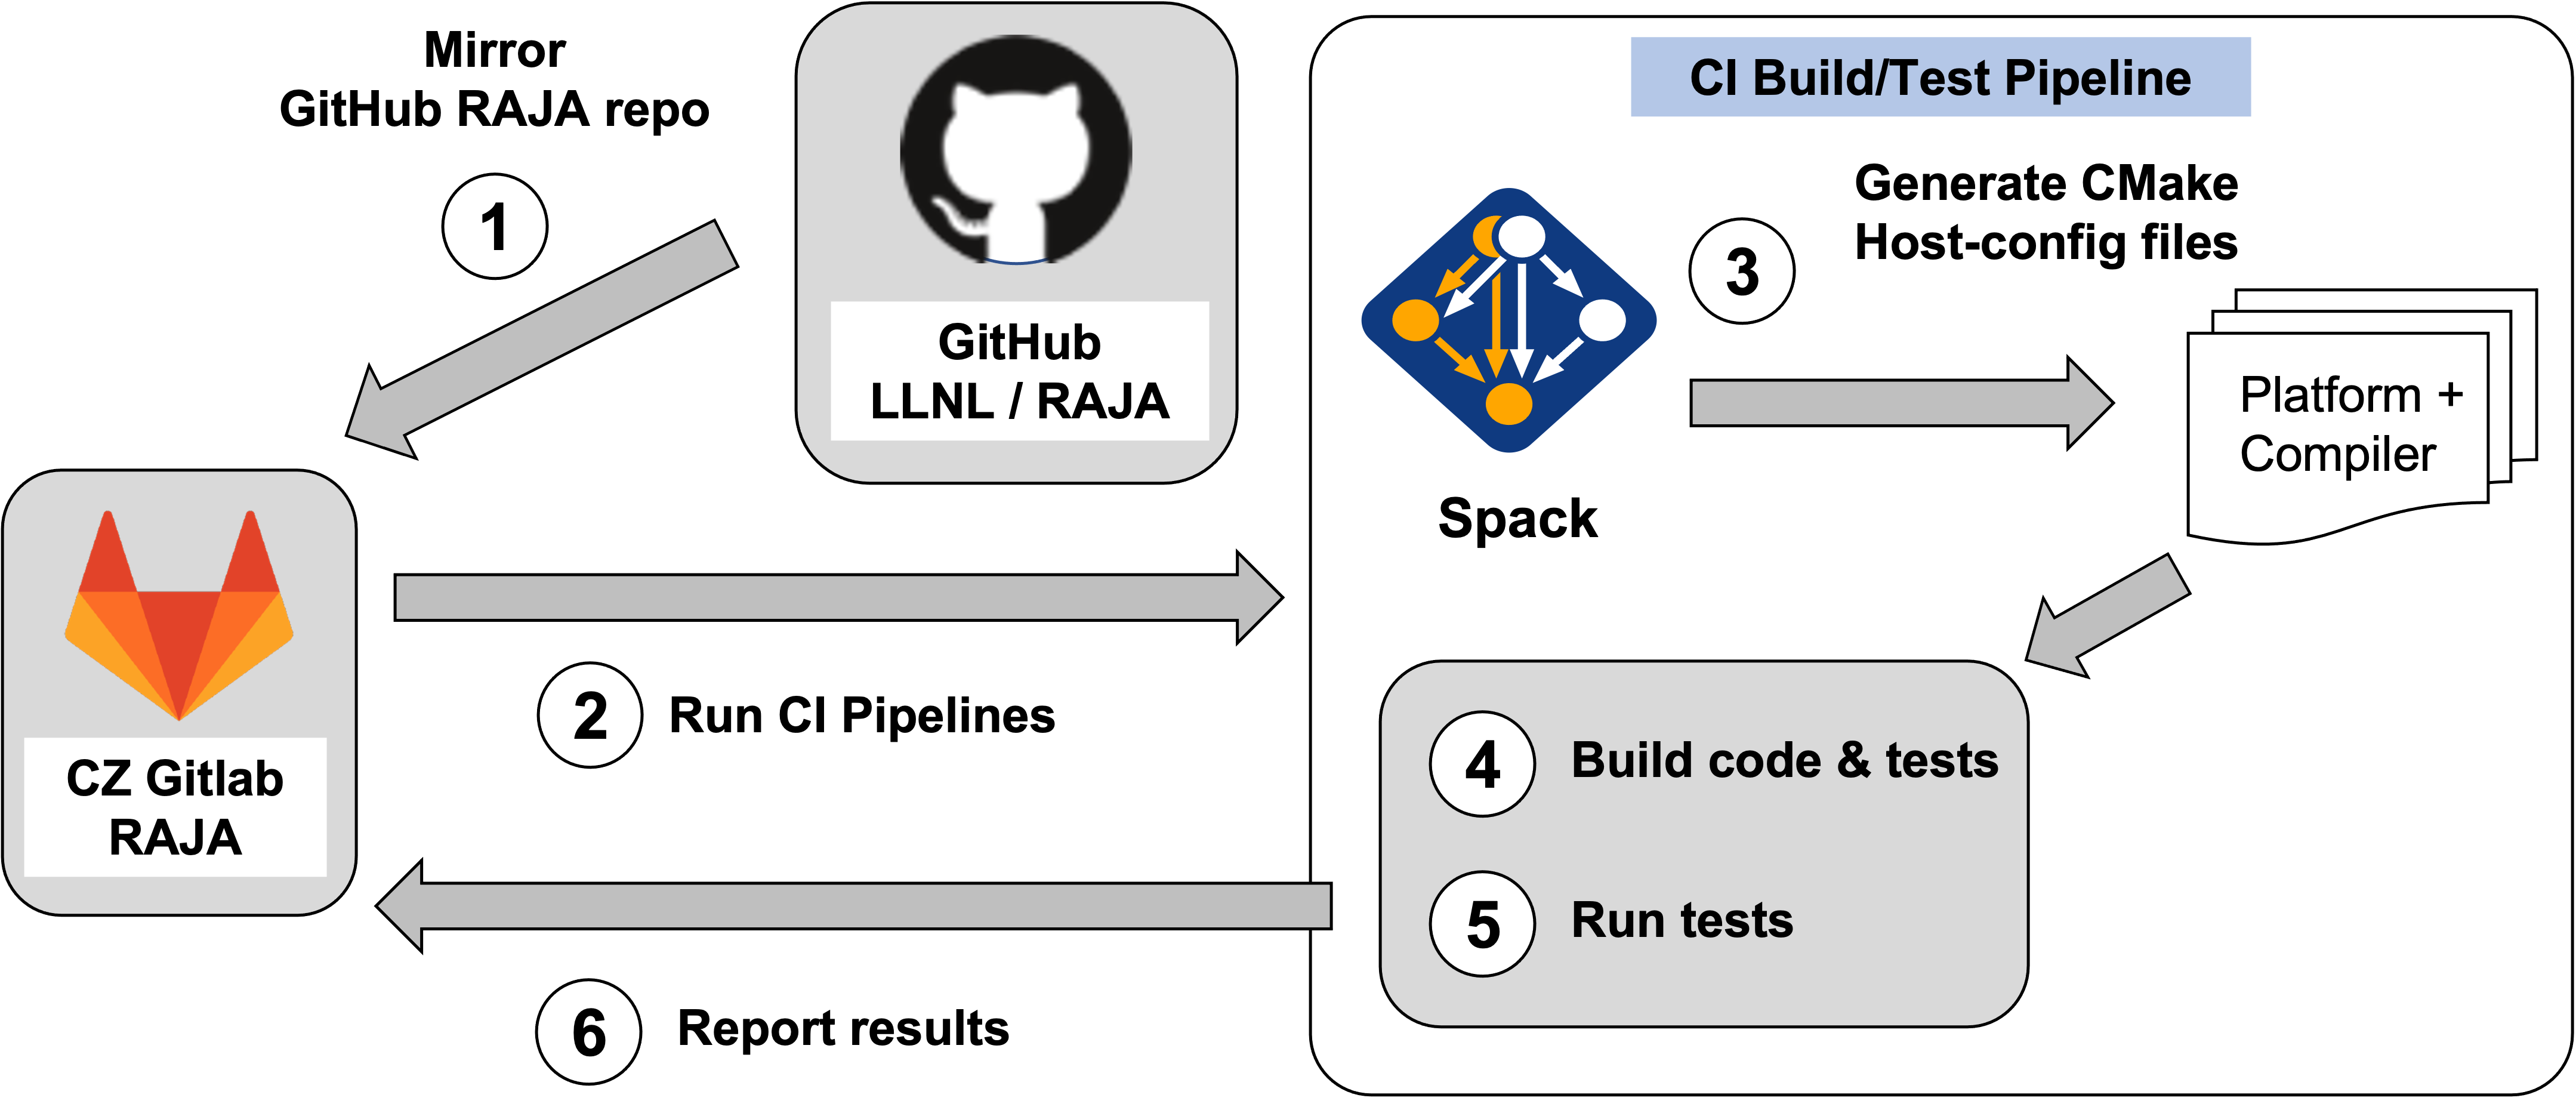 Mirror
GitHub RAJA repo
1
GitHub
LLNL / RAJA
CZ Gitlab
RAJA
2
Run CI Pipelines
CI Build/Test Pipeline
Spack
3
Generate CMake
Host-config files
Platform +
Compiler
4
Build code & tests
5
Run tests
6
Report results